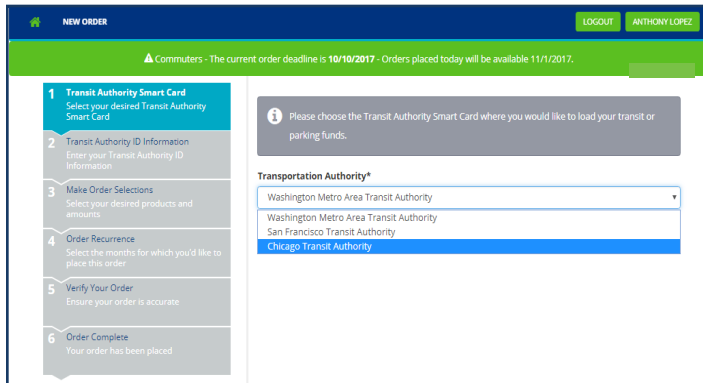 NEW ORDER
LOGOUT
ANTHONY LOPEZ
Commuters - The current order deadline is 10/10/2017 - Orders placed today will be available 11/1/2017.
1 Transit Authority Smart Card
Select your desired Transit Authority
Smart Card
2 Transit Authority ID Information
Enter your Transit Authority ID
Information
3 Make Order Selections
Select your desired products and
amounts
4 Order Recurrence
Select the months for which you'd like to
place this order
5 Verify Your Order
Ensure your order is accurate
6 Order Complete
Your order has been placed
Please choose the Transit Authority Smart Card where you would like to load your transit or
parking funds.
Transportation Authority*
Washington Metro Area Transit Authority
Washington Metro Area Transit Authority
San Francisco Transit Authority
Chicago Transit Authority